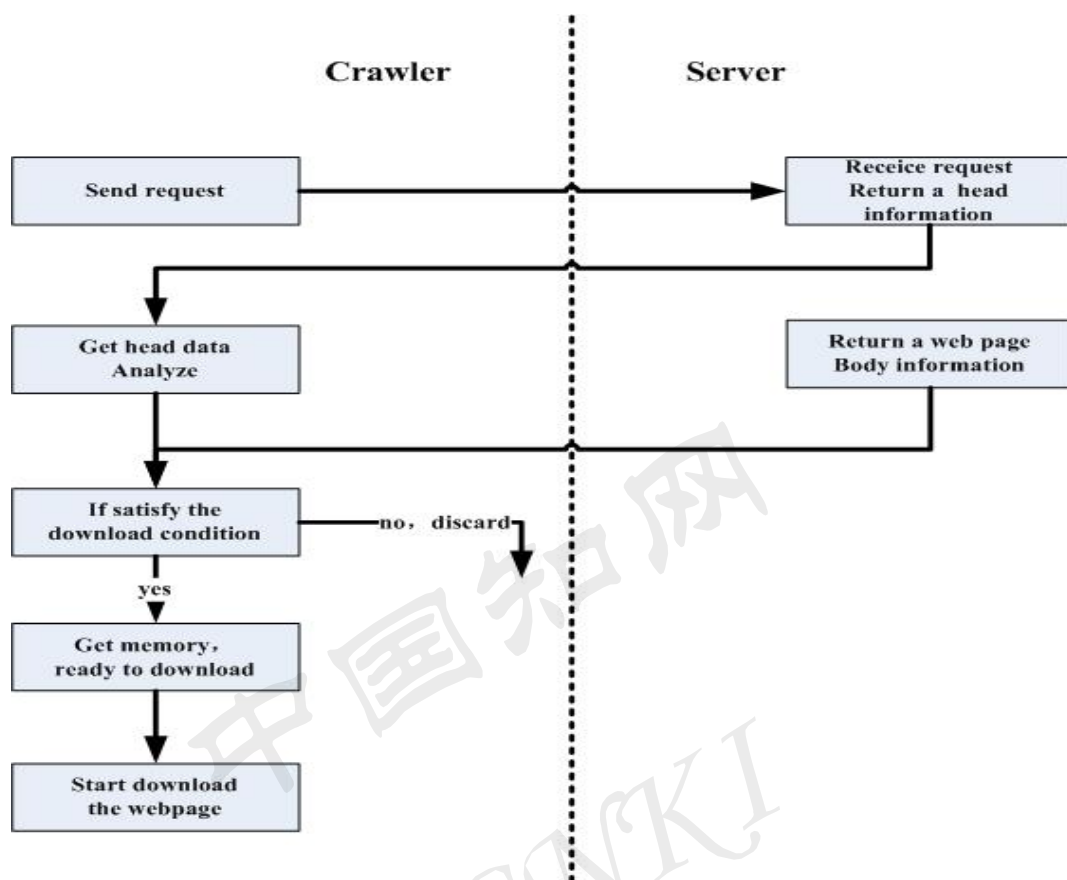 Crawler
Server
Send request
Receice request
Return a head
information
Get head data
Analyze
Return a web page
Body information
If satisfy the
download condition
no，discard
yes
Get memory，
ready to download
Start download
the webpage
中国知网
CNKI